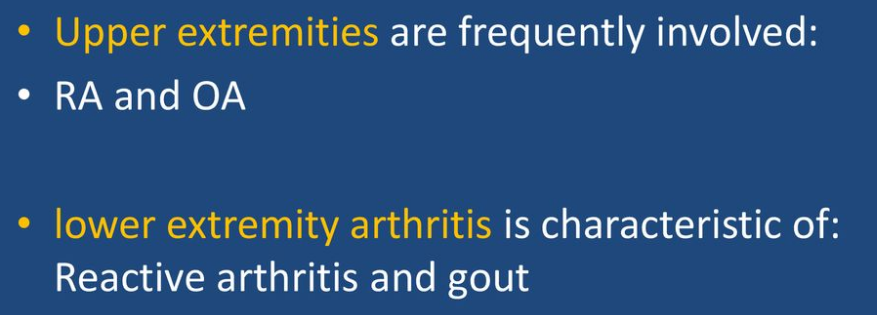 • Upper extremities are frequently involved:
• RA and OA
• lower extremity arthritis is characteristic of:
Reactive arthritis and gout